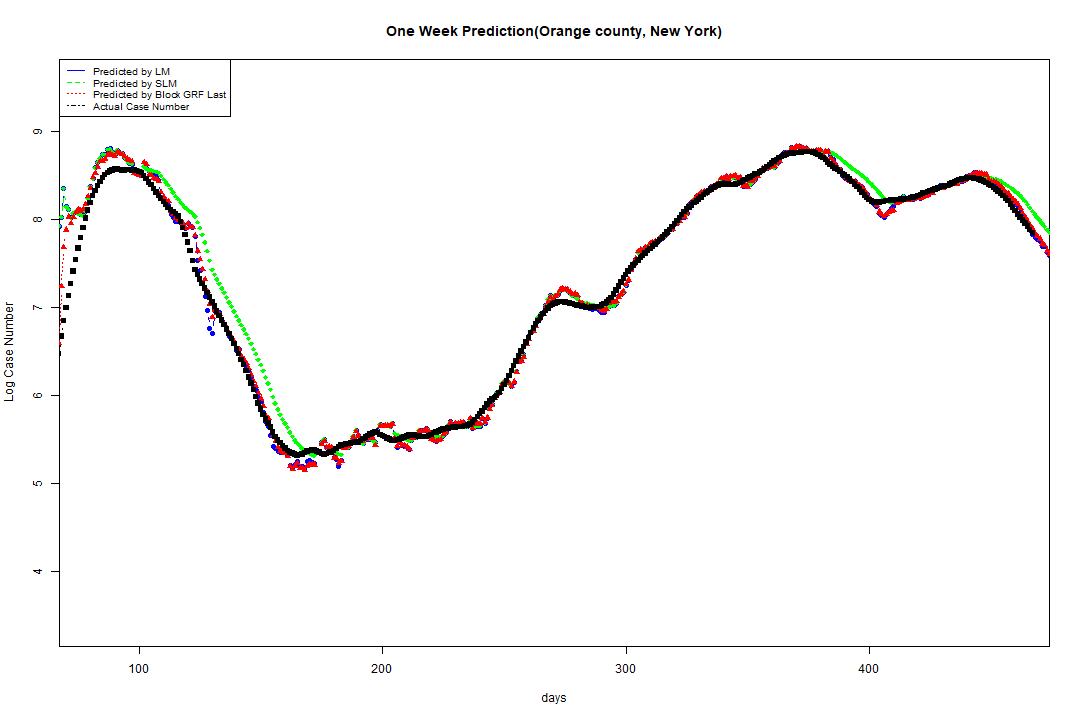 One Week Prediction(Orange county, New York)
Predicted by LM
Predicted by SLM
Predicted by Block GRF Last
Actual Case Number
9
8
7
6
5
4
Log Case Number
100 200 300 400
days